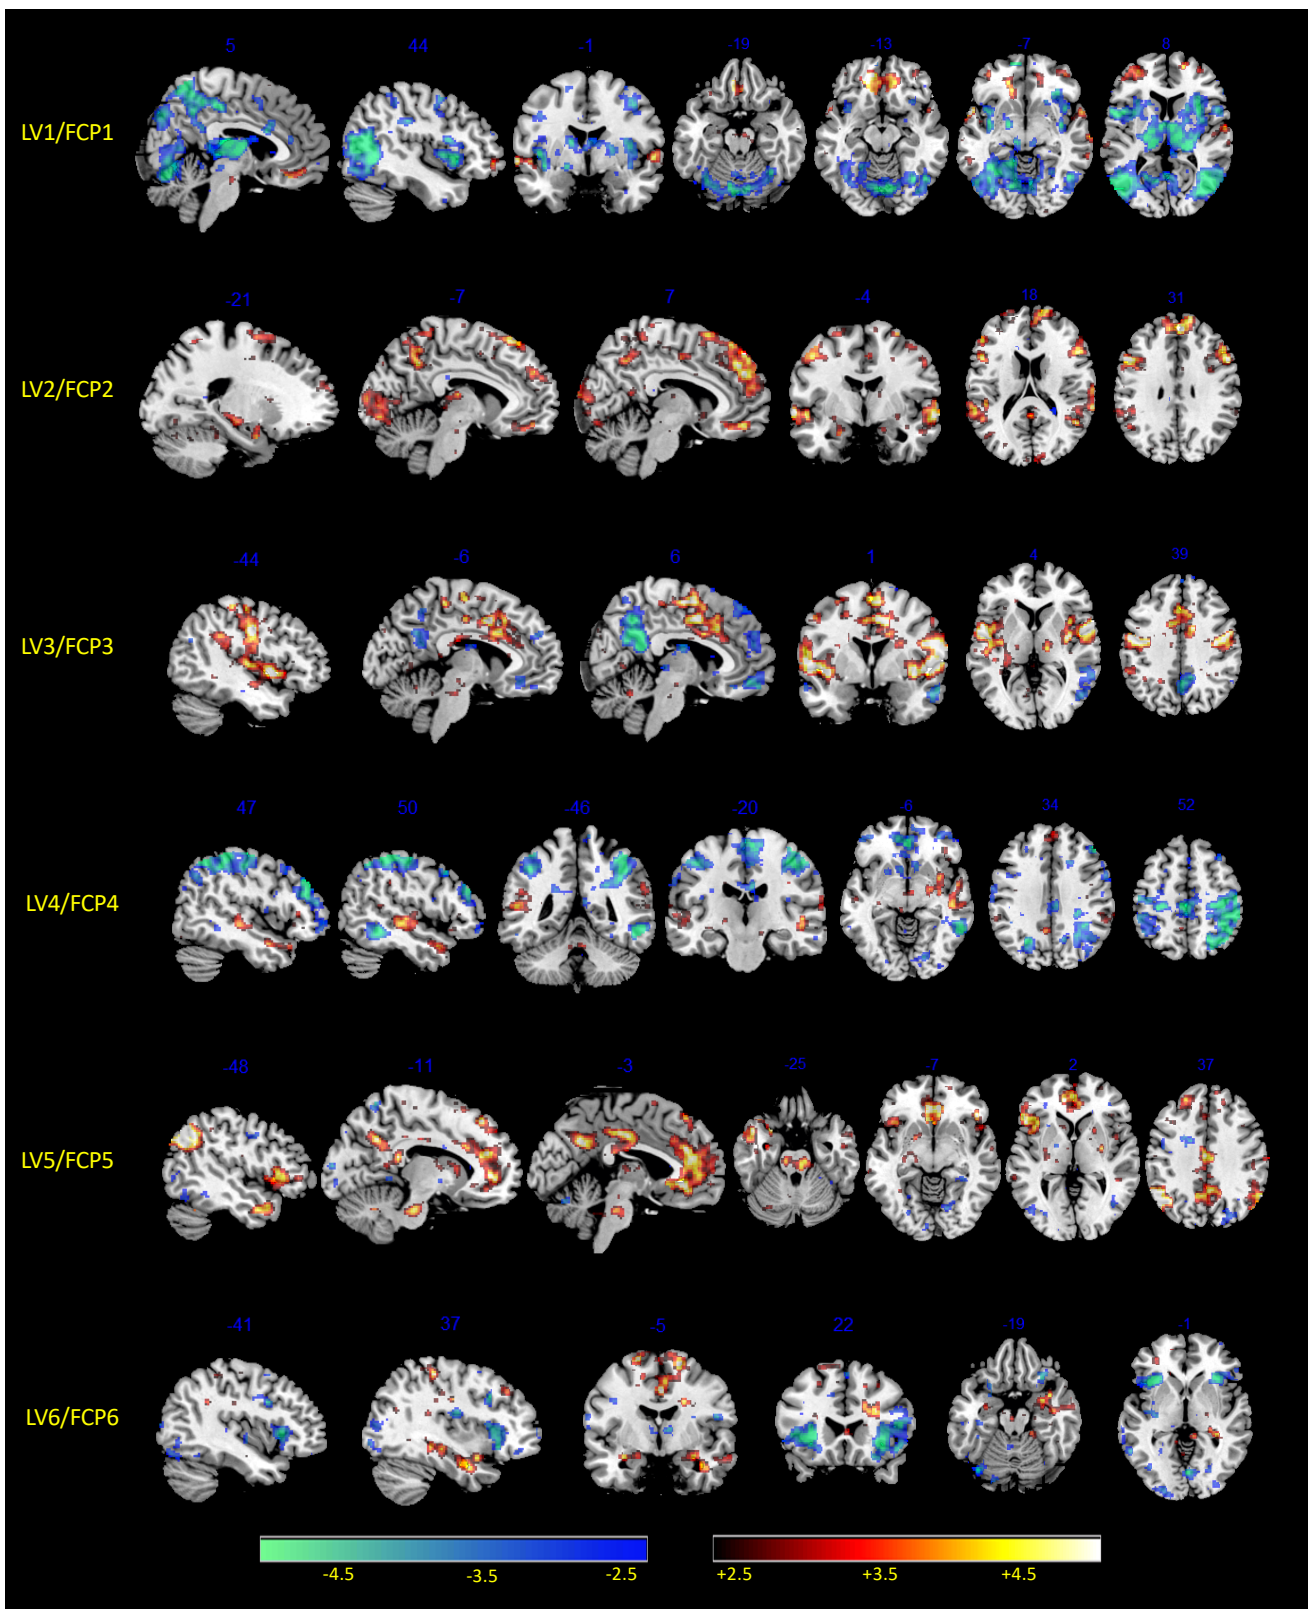 5 44 -1 -19 -13 -7 8
LV1/FCP1
-21 -7 7 -4 18 31
LV2/FCP2
-44 -6 6 1 4 39
LV3/FCP3
47 50 -46 -20 -6 34 52
LV4/FCP4
-48 -11 -3 -25 -7 2 37
LV5/FCP5
-41 37 -5 22 -19 -1
LV6/FCP6
-4.5 -3.5 -2.5 +2.5 +3.5 +4.5